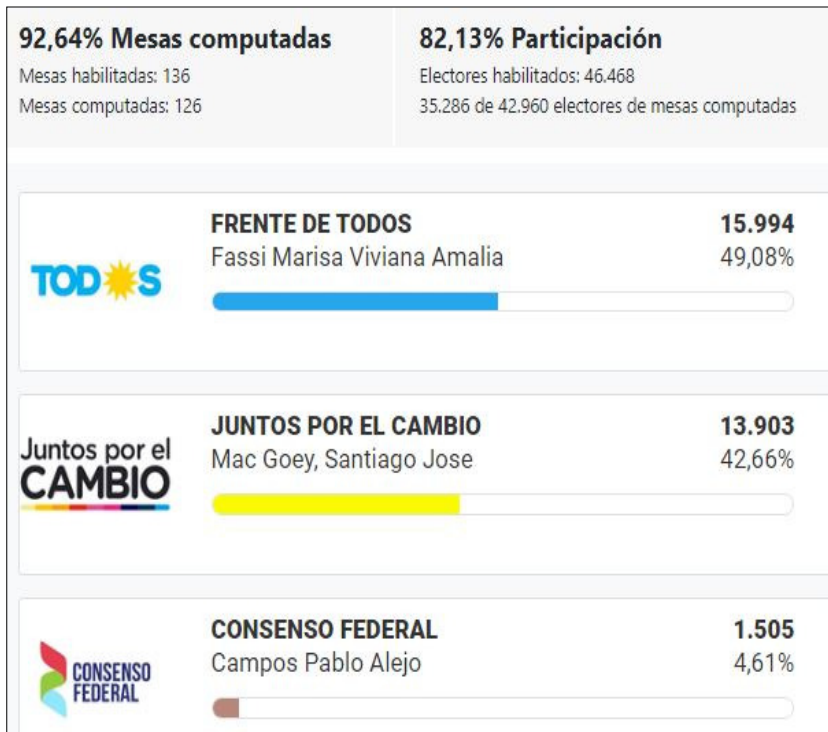 92,64% Mesas computadas
Mesas habilitadas: 136
Mesas computadas: 126
82,13% Participación
Electores habilitados: 46.468
35.286 de 42.960 electores de mesas computadas
TODOS
FRENTE DE TODOS 15.994
Fassi Marisa Viviana Amalia 49,08%
Juntos por el
CAMBIO
JUNTOS POR EL CAMBIO 13.903
Mac Goey, Santiago Jose 42,66%
CONSENSO
FEDERAL
CONSENSO FEDERAL 1.505
Campos Pablo Alejo 4,61%